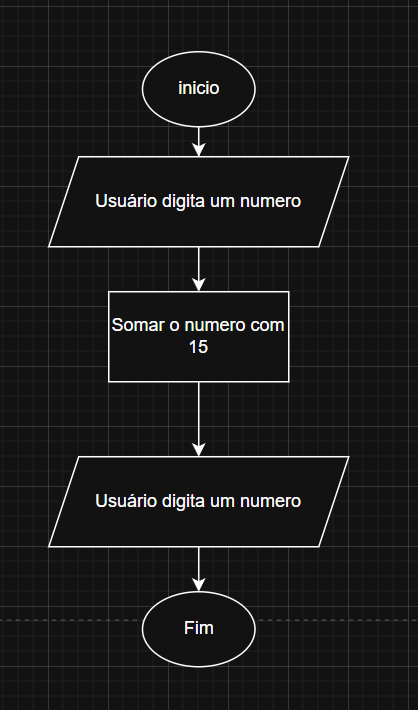 inicio
Usuário digita um numero
Somar o numero com
15
Usuário digita um numero
Fim